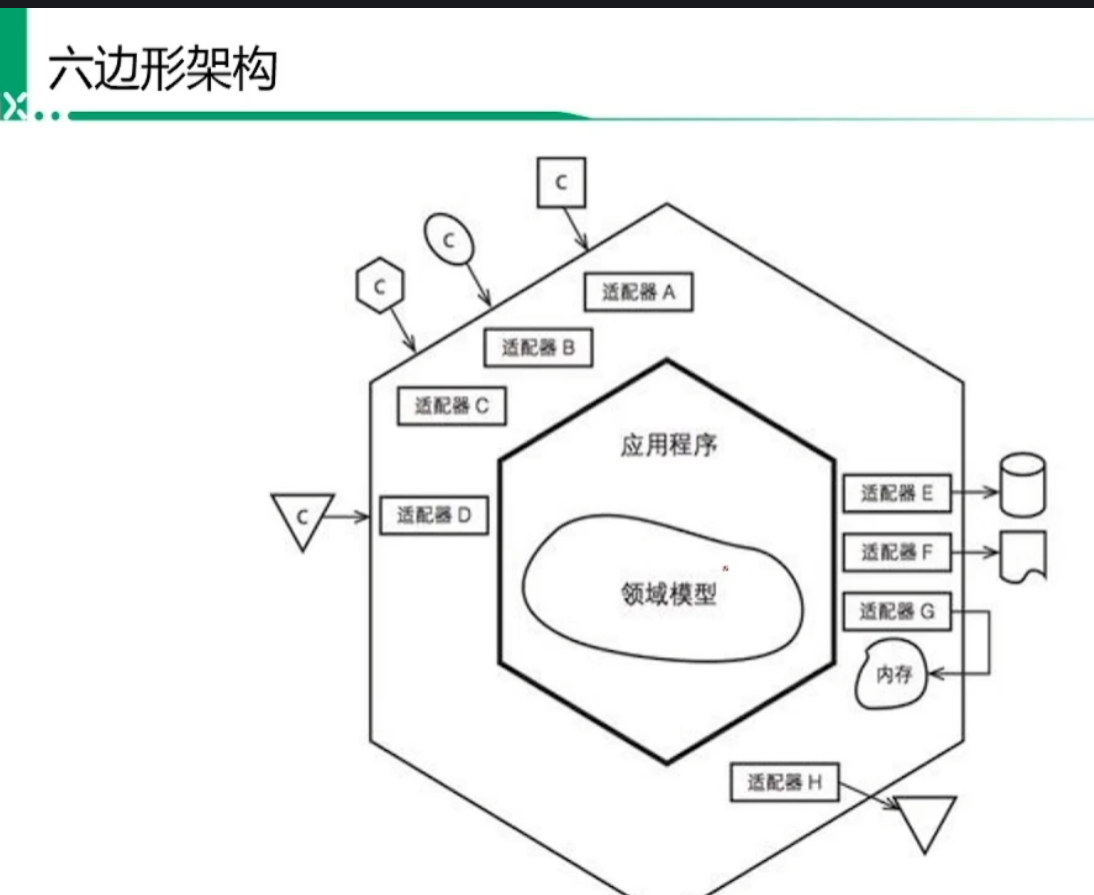 六边形架构
C
C
C
适配器 A
适配器 B
适配器 C
应用程序
C
适配器 D
适配器 E
适配器 F
适配器 G
领域模型
内存
适配器 H